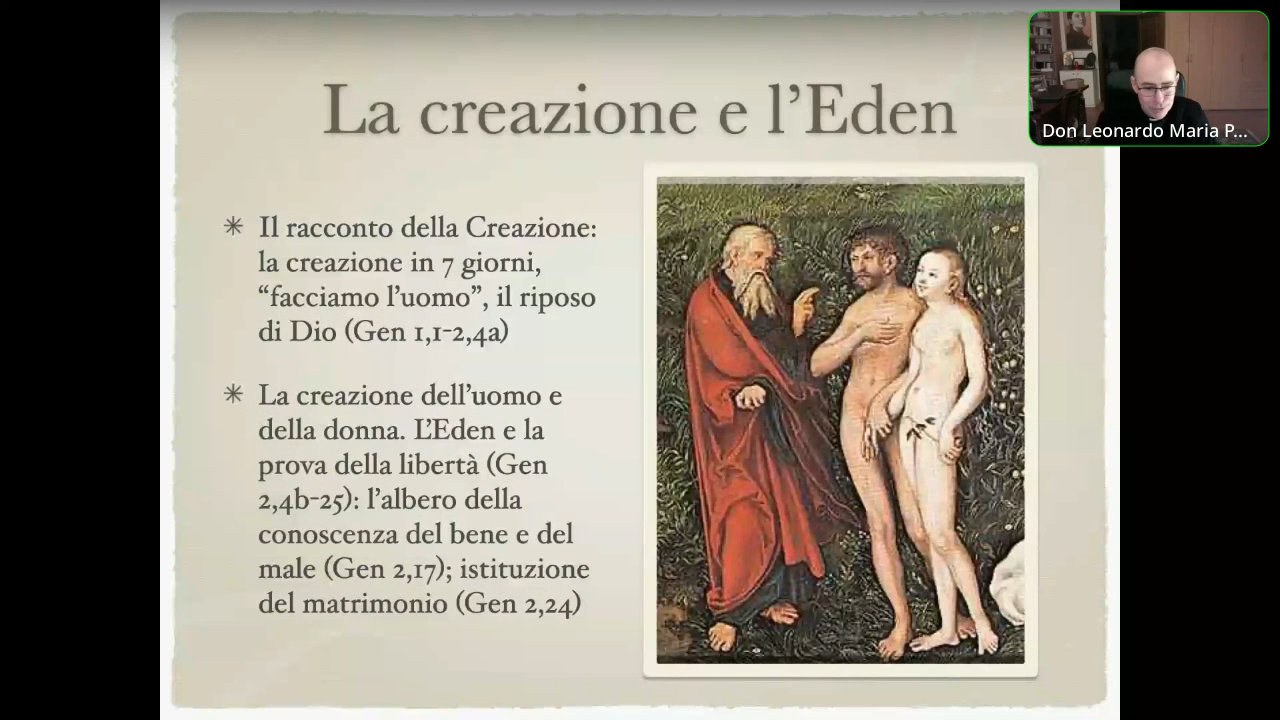 La creazione e l’Eden
Don Leonardo Maria P...
✳ Il racconto della Creazione:
la creazione in 7 giorni,
“facciamo l’uomo”, il riposo
di Dio (Gen 1,1-2,4a)
✳ La creazione dell’uomo e
della donna. L’Eden e la
prova della libertà (Gen
2,4b-25): l’albero della
conoscenza del bene e del
male (Gen 2,17); istituzione
del matrimonio (Gen 2,24)